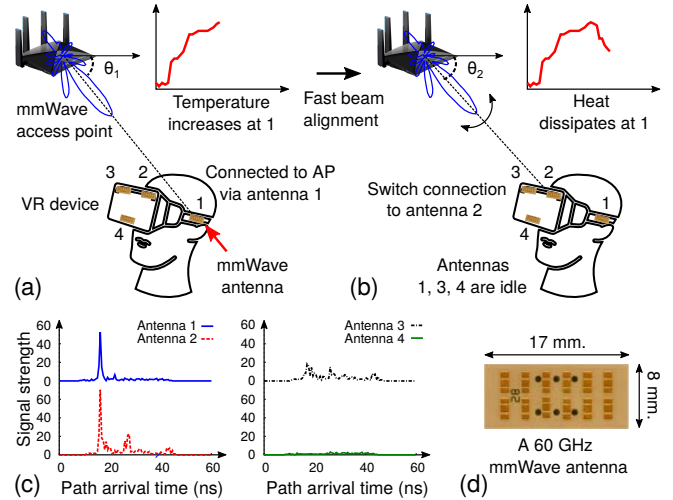 (a)
θ1
mmWave
access point
Temperature
increases at 1
Fast beam
alignment
3 2
1
4
VR device
Connected to AP
via antenna 1
mmWave
antenna
(b)
θ2
Heat
dissipates at 1
Switch connection
to antenna 2
3 2
1
4
Antennas
1, 3, 4 are idle
(c)
Signal strength
60
40
20
0
60
40
20
0
Antenna 1
Antenna 2
0 20 40 60
Path arrival time (ns)
60
40
20
0
60
40
20
0
Antenna 3
Antenna 4
0 20 40 60
Path arrival time (ns)
(d)
17 mm.
8 mm.
28
A 60 GHz
mmWave antenna